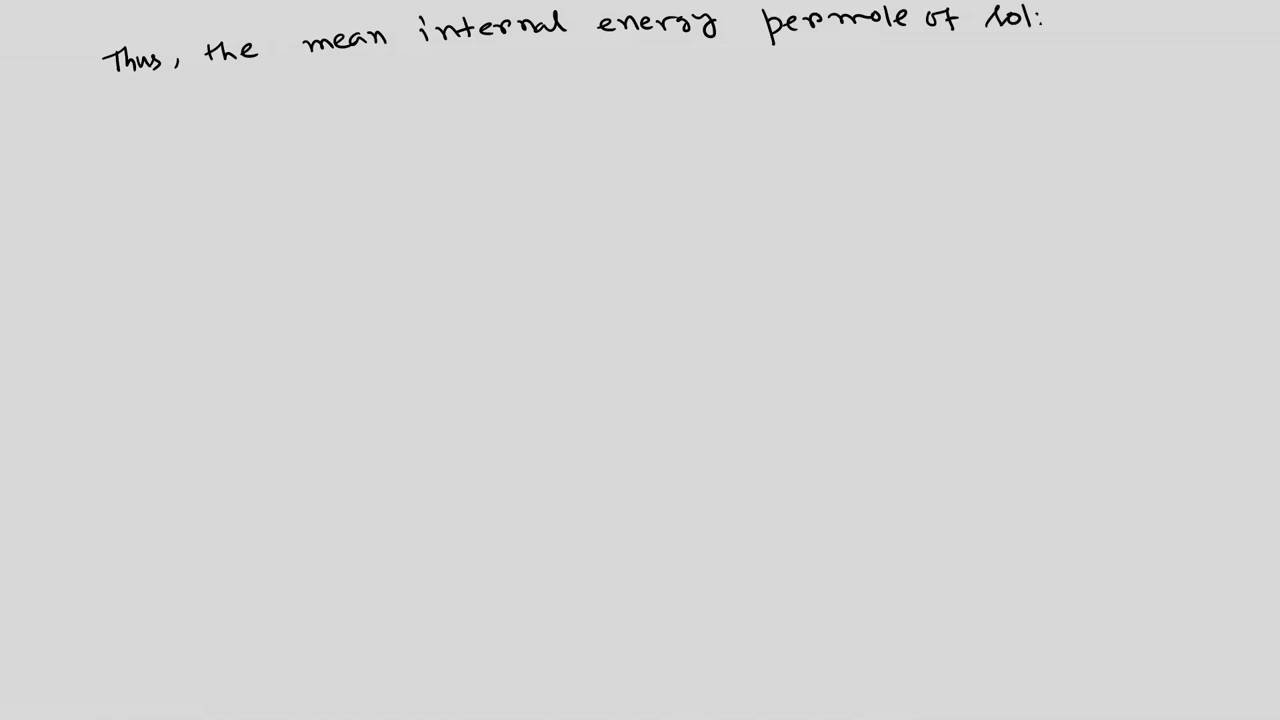 Thus, the mean internal energy per mole of sol: